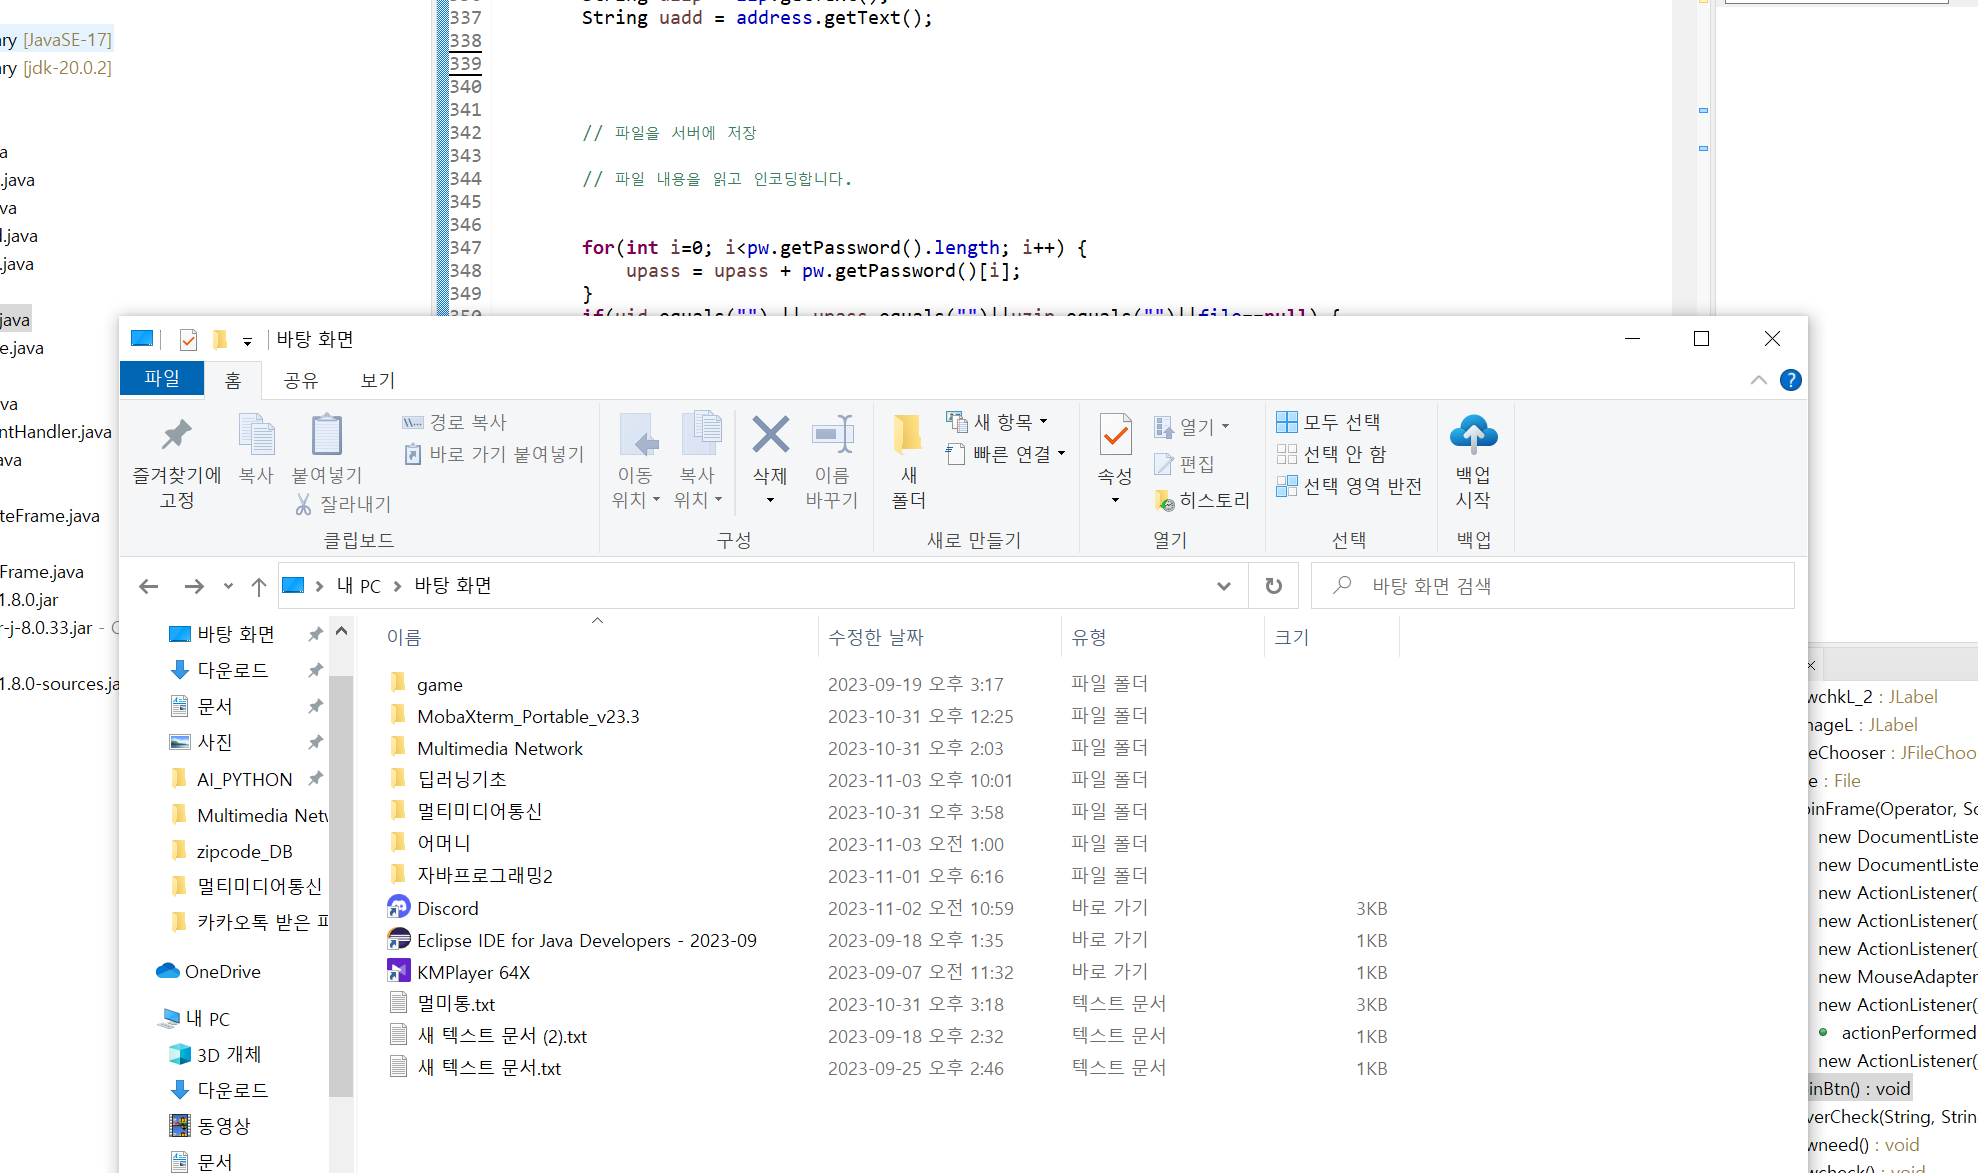 337 String uadd = address.getText();
338
339
340
341
342 // 파일을 서버에 저장
343
344 // 파일 내용을 읽고 인코딩합니다.
345
346
347 for(int i=0; i<pw.getPassword().length; i++) {
348 upass = upass + pw.getPassword()[i];
349 }
ary [JavaSE-17]
ary [jdk-20.0.2]
a
.java
va
d.java
.java
java
e.java
va
ntHandler.java
ava
teFrame.java
Frame.java
1.8.0.jar
r-j-8.0.33.jar - C
1.8.0-sources.ja
바탕 화면
파일 홈 공유 보기
즐겨찾기에 고정
복사
붙여넣기
경로 복사
바로 가기 붙여넣기
잘라내기
클립보드
이동 위치
복사 위치
삭제
이름 바꾸기
구성
새 폴더
새 항목
빠른 연결
새로 만들기
속성
열기
편집
히스토리
열기
모두 선택
선택 안 함
선택 영역 반전
선택
백업 시작
백업
내 PC > 바탕 화면
바탕 화면 검색
바탕 화면
다운로드
문서
사진
AI_PYTHON
Multimedia Netw
zipcode_DB
멀티미디어통신
카카오톡 받은 파
OneDrive
내 PC
3D 개체
다운로드
동영상
문서
이름 수정한 날짜 유형 크기
game 2023-09-19 오후 3:17 파일 폴더
MobaXterm_Portable_v23.3 2023-10-31 오후 12:25 파일 폴더
Multimedia Network 2023-10-31 오후 2:03 파일 폴더
딥러닝기초 2023-11-03 오후 10:01 파일 폴더
멀티미디어통신 2023-10-31 오후 3:58 파일 폴더
어머니 2023-11-03 오전 1:00 파일 폴더
자바프로그래밍2 2023-11-01 오후 6:16 파일 폴더
Discord 2023-11-02 오전 10:59 바로 가기 3KB
Eclipse IDE for Java Developers - 2023-09 2023-09-18 오후 1:35 바로 가기 1KB
KMPlayer 64X 2023-09-07 오전 11:32 바로 가기 1KB
멀미통.txt 2023-10-31 오후 3:18 텍스트 문서 3KB
새 텍스트 문서 (2).txt 2023-09-18 오후 2:32 텍스트 문서 1KB
새 텍스트 문서.txt 2023-09-25 오후 2:46 텍스트 문서 1KB
wchkL_2 : JLabel
nageL : JLabel
eChooser : JFileChoo
e : File
oinFrame(Operator, Sc
new DocumentListe
new DocumentListe
new ActionListener(
new ActionListener(
new ActionListener(
new MouseAdapter
new ActionListener(
actionPerformed
new ActionListener(
inBtn() : void
verCheck(String, Strin
wneed() : void